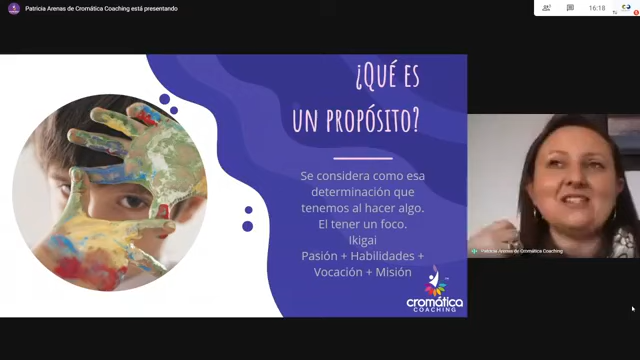 Patricia Arenas de Cromática Coaching está presentando
16:18
¿QUÉ ES
UN PROPÓSITO?
Se considera como esa
determinación que
tenemos al hacer algo.
El tener un foco.
Ikigai
Pasión + Habilidades +
Vocación + Misión
cromática
COACHING
Patricia Arenas de Cromática Coaching